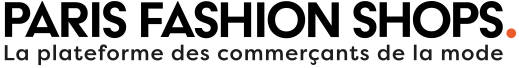 PARIS FASHION SHOPS.
La plateforme des commerçants de la mode